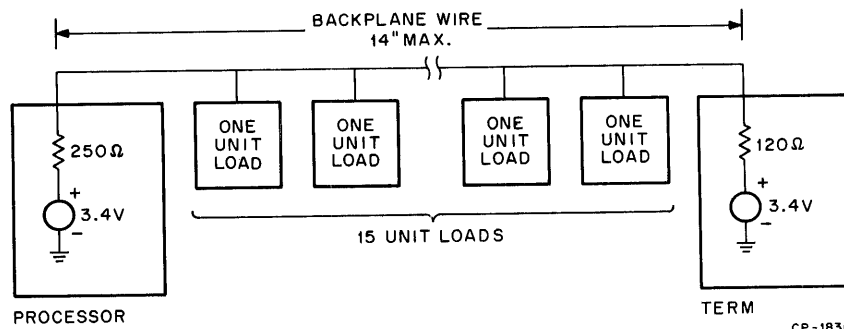 BACKPLANE WIRE
14" MAX.
250Ω
+
3.4V
−
ONE
UNIT
LOAD
ONE
UNIT
LOAD
ONE
UNIT
LOAD
ONE
UNIT
LOAD
120Ω
+
3.4V
−
15 UNIT LOADS
PROCESSOR
TERM